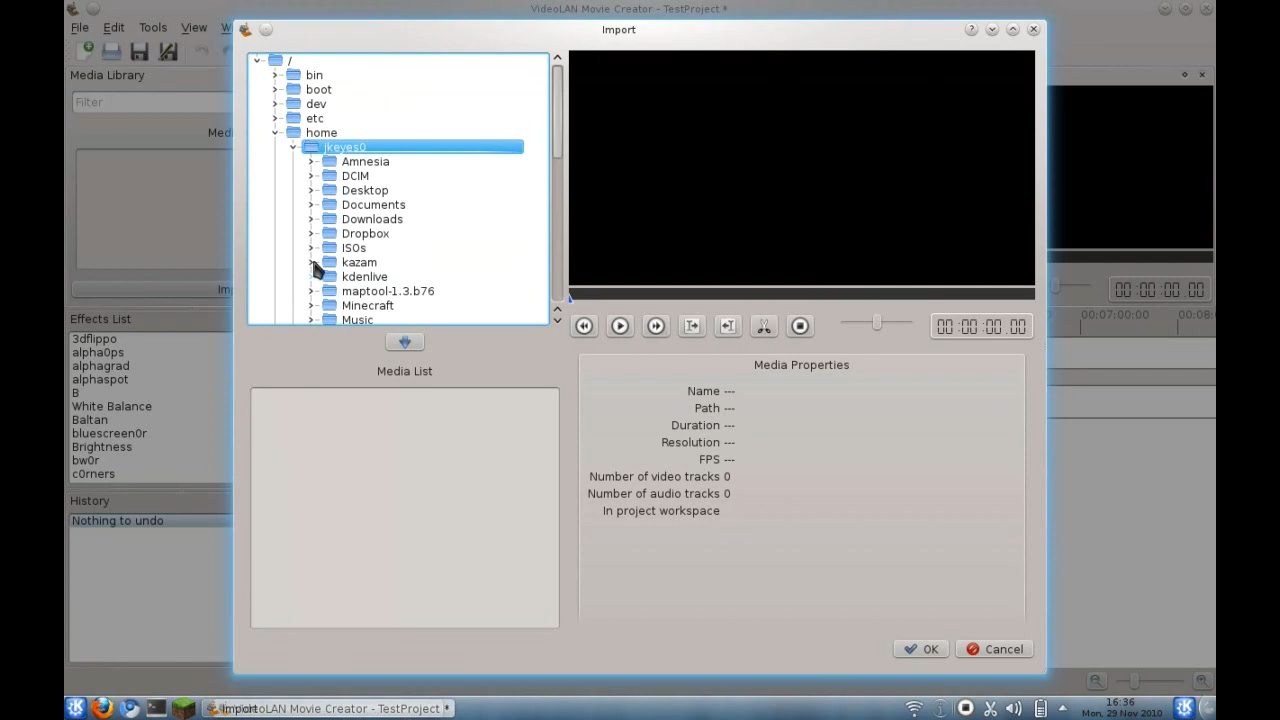 VideoLAN Movie Creator - TestProject *
File Edit Tools View
Import
Media Library
Filter
/
bin
boot
dev
etc
home
jkeyes0
Amnesia
DCIM
Desktop
Documents
Downloads
Dropbox
ISOs
kazam
kdenlive
maptool-1.3.b76
Minecraft
Music
00:00:00.00
00:00:00.00
00:07:00:00
Effects List
3dflippo
alpha0ps
alphagrad
alphaspot
B
White Balance
Baltan
bluescreen0r
Brightness
bw0r
c0rners
History
Nothing to undo
Media List
Media Properties
Name ---
Path ---
Duration ---
Resolution ---
FPS ---
Number of video tracks 0
Number of audio tracks 0
In project workspace
OK Cancel
Import
Movie Creator - TestProject *
16:36
Mon, 29 Nov 2010